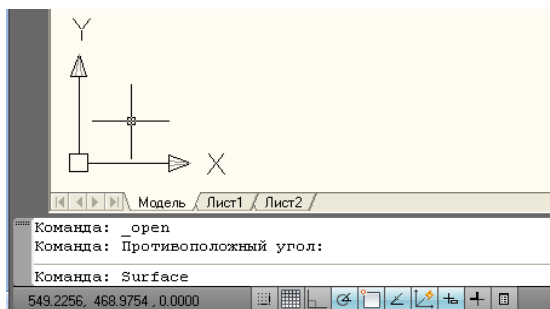 Y
X
Модель Лист1 Лист2
Команда: _open
Команда: Противоположный угол:
Команда: Surface
549.2256, 468.9754 , 0.0000